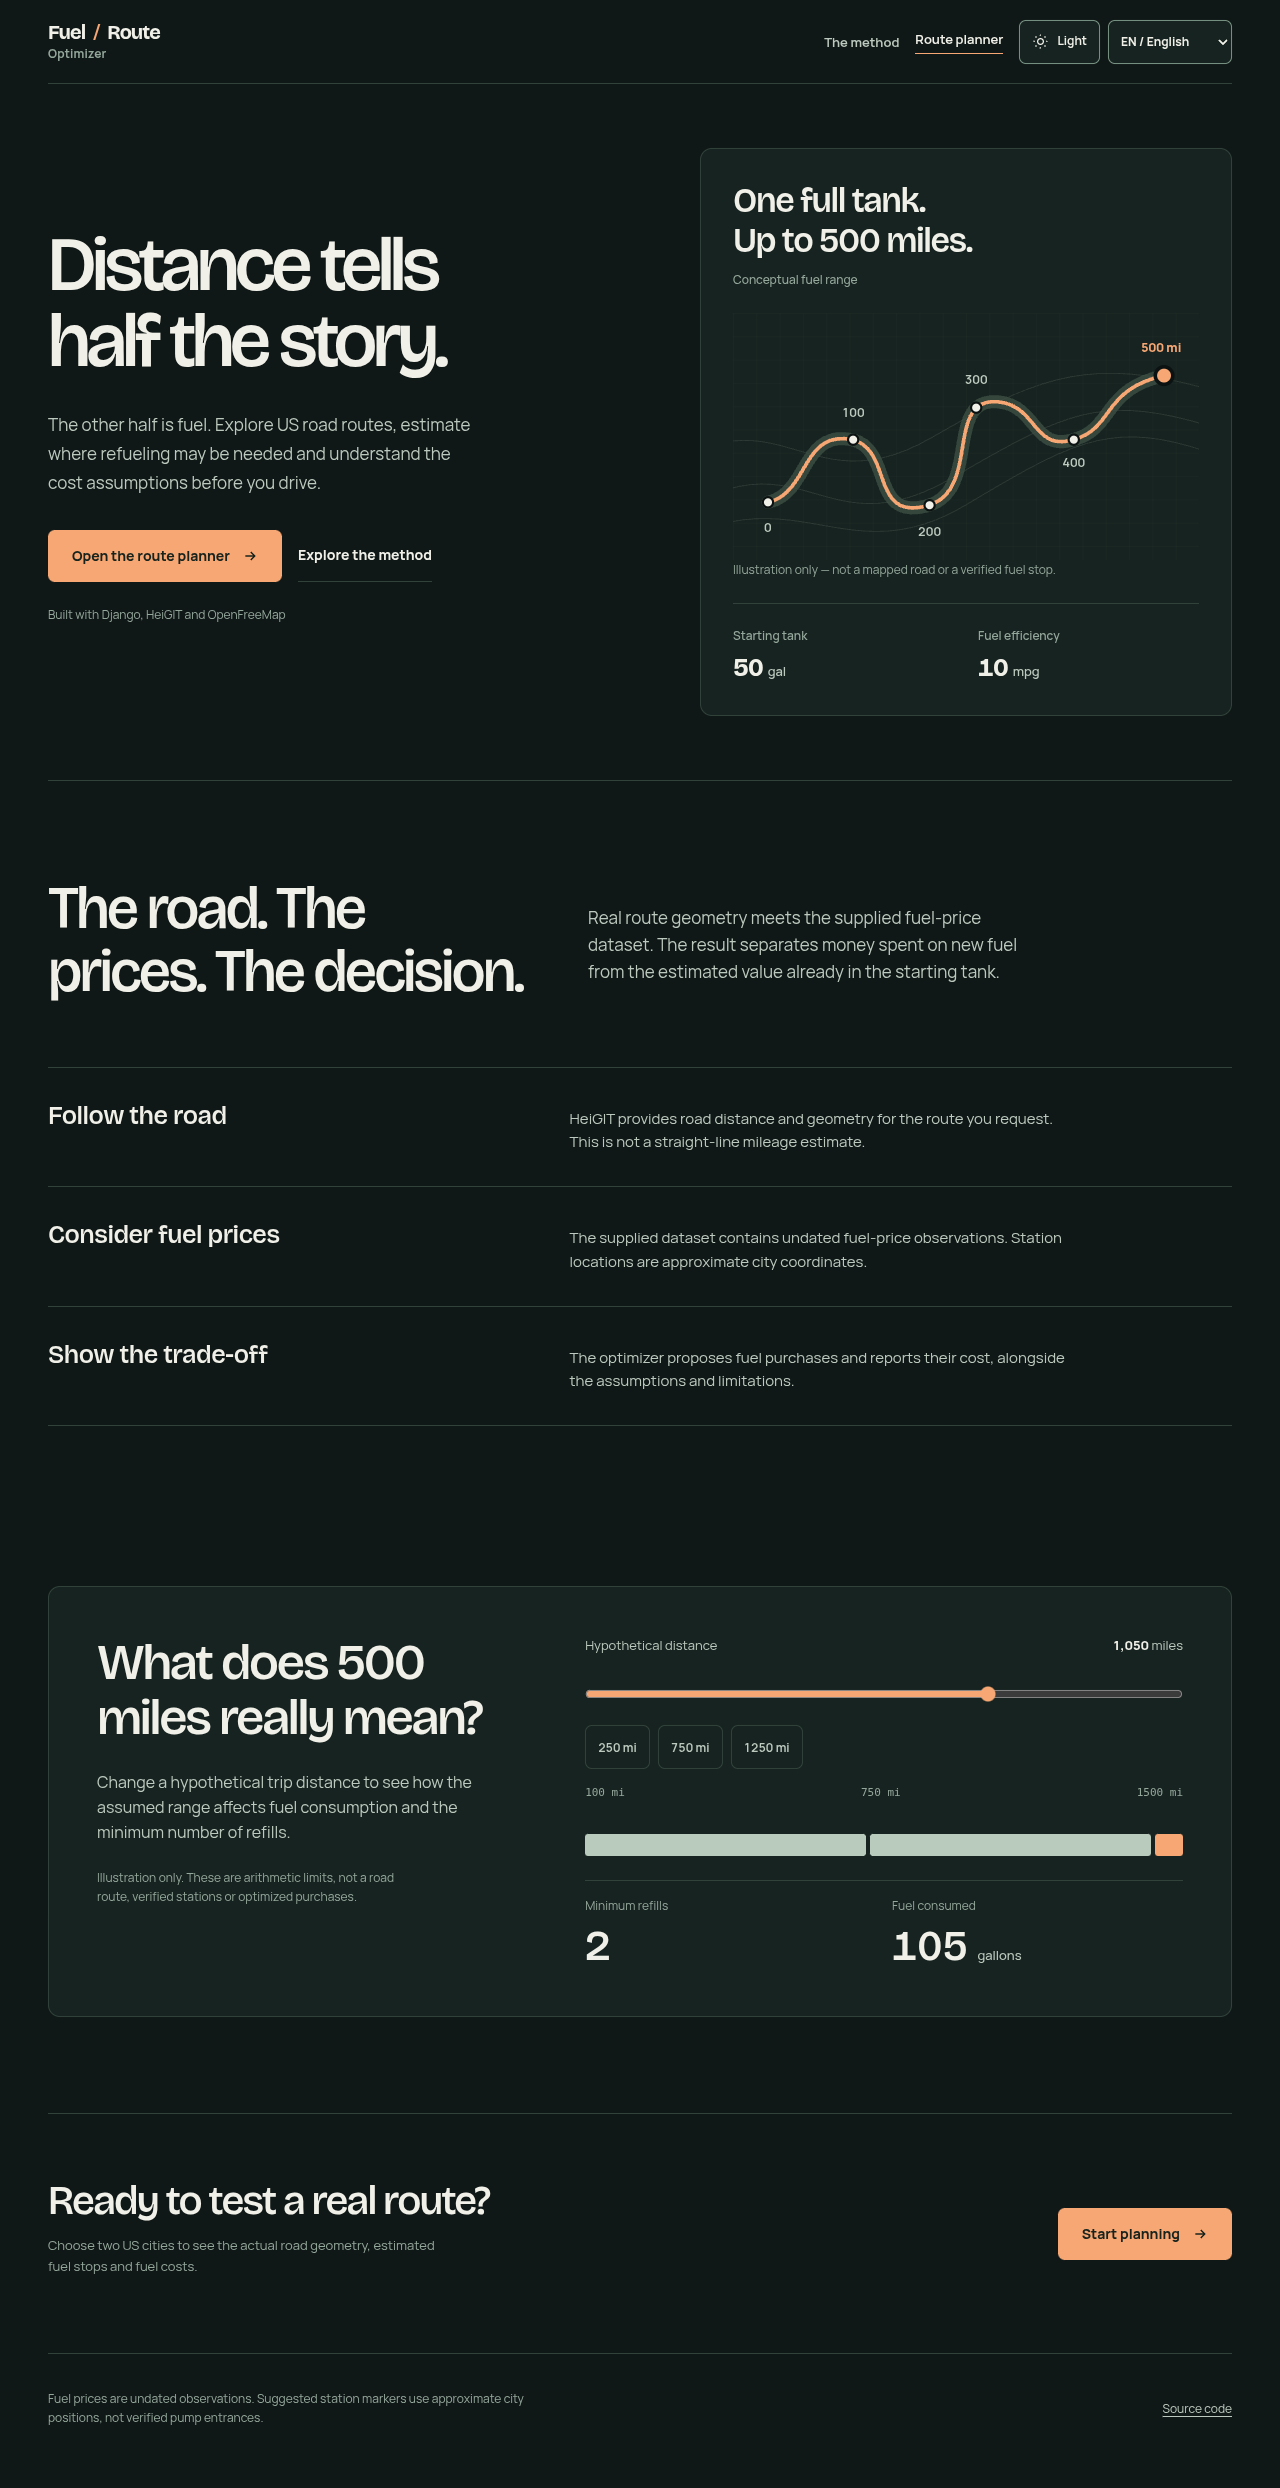 Fuel / Route
Optimizer
The method
Route planner
Light
EN / English
Distance tells
half the story.
The other half is fuel. Explore US road routes, estimate
where refueling may be needed and understand the
cost assumptions before you drive.
Open the route planner →
Explore the method
Built with Django, HeiGIT and OpenFreeMap
One full tank.
Up to 500 miles.
Conceptual fuel range
500 mi
300
100
400
0
200
Illustration only — not a mapped road or a verified fuel stop.
Starting tank
50 gal
Fuel efficiency
10 mpg
The road. The
prices. The decision.
Real route geometry meets the supplied fuel-price
dataset. The result separates money spent on new fuel
from the estimated value already in the starting tank.
Follow the road
HeiGIT provides road distance and geometry for the route you request.
This is not a straight-line mileage estimate.
Consider fuel prices
The supplied dataset contains undated fuel-price observations. Station
locations are approximate city coordinates.
Show the trade-off
The optimizer proposes fuel purchases and reports their cost, alongside
the assumptions and limitations.
What does 500
miles really mean?
Change a hypothetical trip distance to see how the
assumed range affects fuel consumption and the
minimum number of refills.
Illustration only. These are arithmetic limits, not a road
route, verified stations or optimized purchases.
Hypothetical distance
1,050 miles
250 mi
750 mi
1250 mi
100 mi
750 mi
1500 mi
Minimum refills
2
Fuel consumed
105 gallons
Ready to test a real route?
Choose two US cities to see the actual road geometry, estimated
fuel stops and fuel costs.
Start planning →
Fuel prices are undated observations. Suggested station markers use approximate city
positions, not verified pump entrances.
Source code